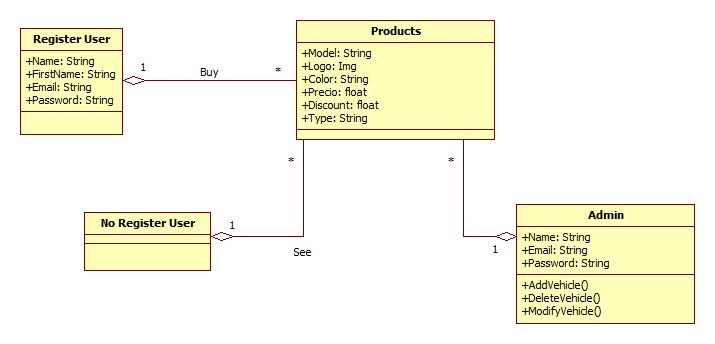 Register User
+Name: String
+FirstName: String
+Email: String
+Password: String
1
Buy
*
Products
+Model: String
+Logo: Img
+Color: String
+Precio: float
+Discount: float
+Type: String
*
*
No Register User
1
See
1
Admin
+Name: String
+Email: String
+Password: String
+AddVehicle()
+DeleteVehicle()
+ModifyVehicle()